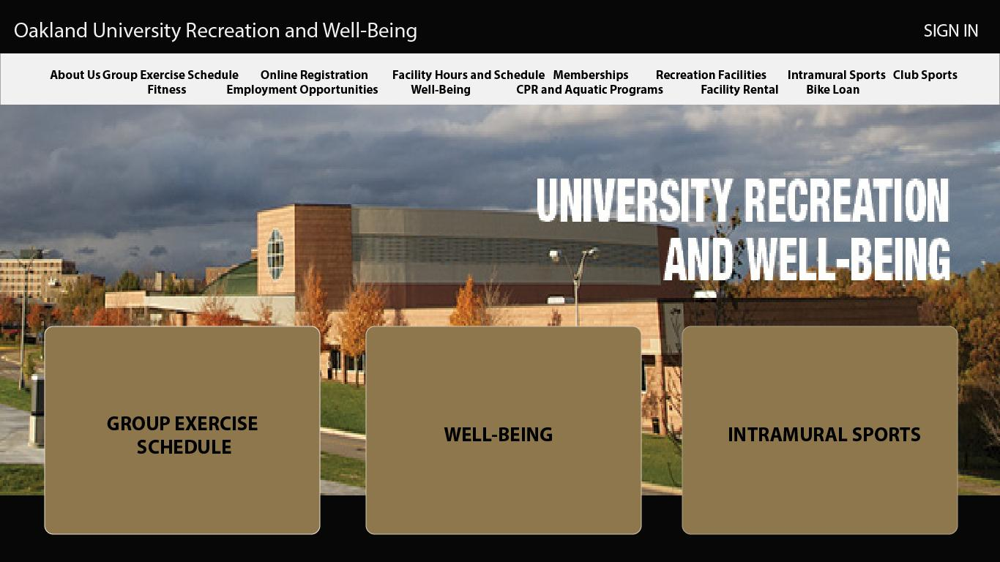 Oakland University Recreation and Well-Being
SIGN IN
About Us Group Exercise Schedule Online Registration Facility Hours and Schedule Memberships Recreation Facilities Intramural Sports Club Sports
Fitness Employment Opportunities Well-Being CPR and Aquatic Programs Facility Rental Bike Loan
UNIVERSITY RECREATION
AND WELL-BEING
GROUP EXERCISE
SCHEDULE
WELL-BEING
INTRAMURAL SPORTS